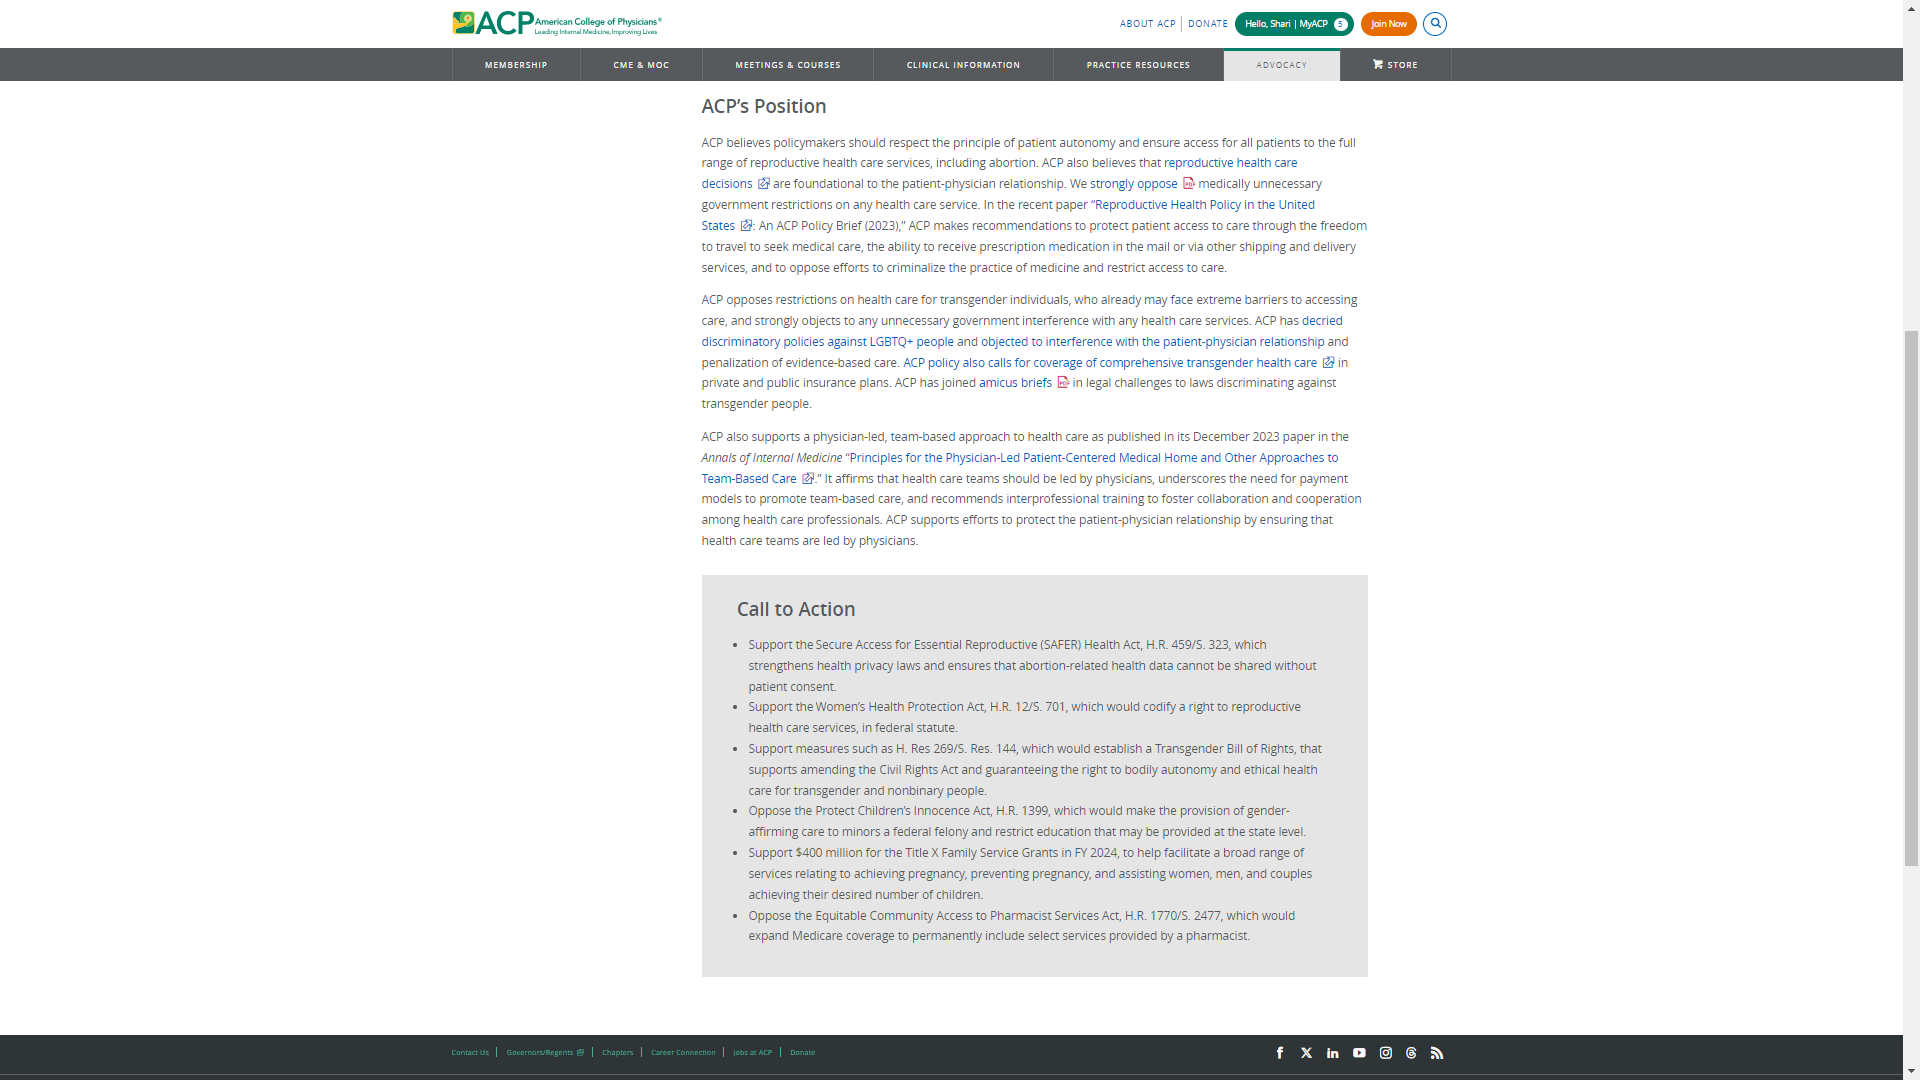 ACP American College of Physicians®
Leading Internal Medicine, Improving Lives
ABOUT ACP
DONATE
Hello, Shari | MyACP 5
Join Now
MEMBERSHIP
CME & MOC
MEETINGS & COURSES
CLINICAL INFORMATION
PRACTICE RESOURCES
ADVOCACY
STORE
ACP’s Position
ACP believes policymakers should respect the principle of patient autonomy and ensure access for all patients to the full
range of reproductive health care services, including abortion. ACP also believes that reproductive health care
decisions are foundational to the patient-physician relationship. We strongly oppose medically unnecessary
government restrictions on any health care service. In the recent paper “Reproductive Health Policy in the United
States : An ACP Policy Brief (2023),” ACP makes recommendations to protect patient access to care through the freedom
to travel to seek medical care, the ability to receive prescription medication in the mail or via other shipping and delivery
services, and to oppose efforts to criminalize the practice of medicine and restrict access to care.
ACP opposes restrictions on health care for transgender individuals, who already may face extreme barriers to accessing
care, and strongly objects to any unnecessary government interference with any health care services. ACP has decried
discriminatory policies against LGBTQ+ people and objected to interference with the patient-physician relationship and
penalization of evidence-based care. ACP policy also calls for coverage of comprehensive transgender health care in
private and public insurance plans. ACP has joined amicus briefs in legal challenges to laws discriminating against
transgender people.
ACP also supports a physician-led, team-based approach to health care as published in its December 2023 paper in the
Annals of Internal Medicine “Principles for the Physician-Led Patient-Centered Medical Home and Other Approaches to
Team-Based Care .” It affirms that health care teams should be led by physicians, underscores the need for payment
models to promote team-based care, and recommends interprofessional training to foster collaboration and cooperation
among health care professionals. ACP supports efforts to protect the patient-physician relationship by ensuring that
health care teams are led by physicians.
Call to Action
• Support the Secure Access for Essential Reproductive (SAFER) Health Act, H.R. 459/S. 323, which
strengthens health privacy laws and ensures that abortion-related health data cannot be shared without
patient consent.
• Support the Women’s Health Protection Act, H.R. 12/S. 701, which would codify a right to reproductive
health care services, in federal statute.
• Support measures such as H. Res 269/S. Res. 144, which would establish a Transgender Bill of Rights, that
supports amending the Civil Rights Act and guaranteeing the right to bodily autonomy and ethical health
care for transgender and nonbinary people.
• Oppose the Protect Children’s Innocence Act, H.R. 1399, which would make the provision of gender-
affirming care to minors a federal felony and restrict education that may be provided at the state level.
• Support $400 million for the Title X Family Service Grants in FY 2024, to help facilitate a broad range of
services relating to achieving pregnancy, preventing pregnancy, and assisting women, men, and couples
achieving their desired number of children.
• Oppose the Equitable Community Access to Pharmacist Services Act, H.R. 1770/S. 2477, which would
expand Medicare coverage to permanently include select services provided by a pharmacist.
Contact Us
Governors/Regents
Chapters
Career Connection
Jobs at ACP
Donate